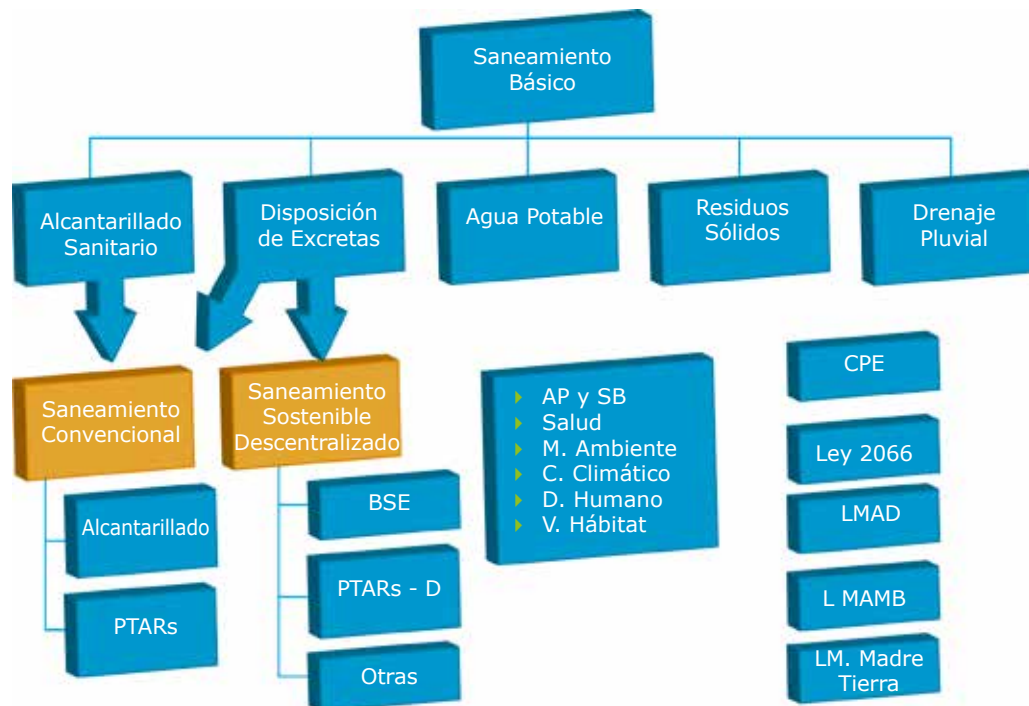 Saneamiento
Básico
Alcantarillado
Sanitario
Disposición
de Excretas
Agua Potable
Residuos
Sólidos
Drenaje
Pluvial
Saneamiento
Convencional
Saneamiento
Sostenible
Descentralizado
Alcantarillado
PTARs
BSE
PTARs - D
Otras
AP y SB
Salud
M. Ambiente
C. Climático
D. Humano
V. Hábitat
CPE
Ley 2066
LMAD
L MAMB
LM. Madre
Tierra